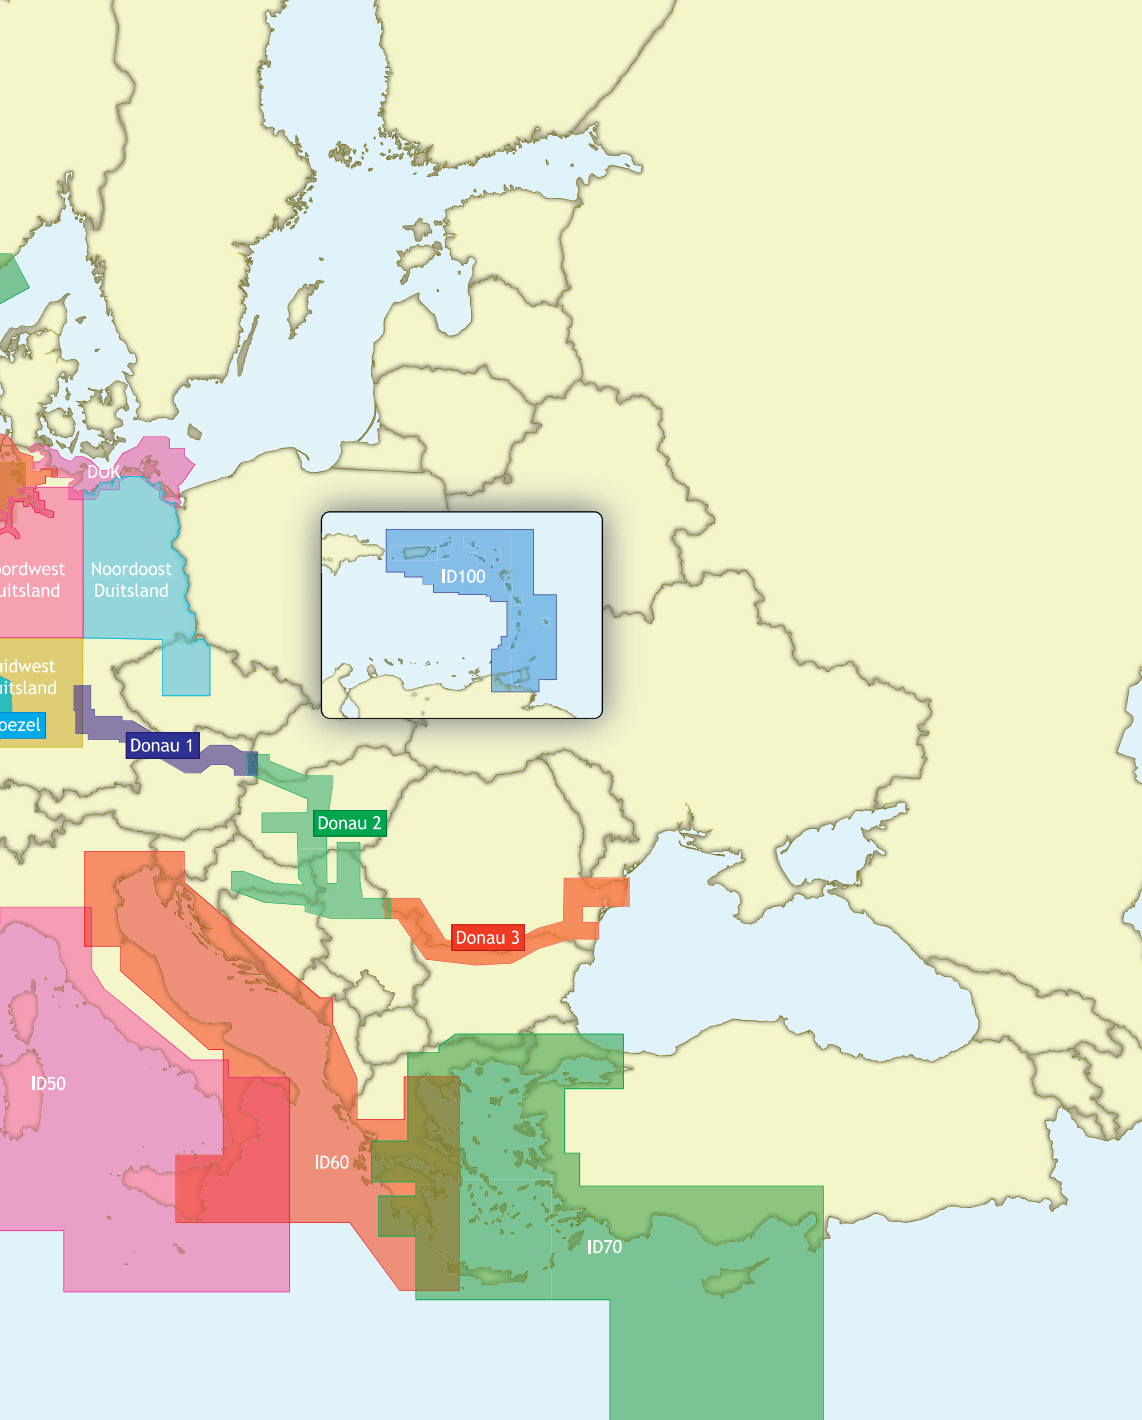 DOK
ordwest
uitsland
Noordoost
Duitsland
ID100
uidwest
uitsland
oezel
Donau 1
Donau 2
Donau 3
ID50
ID60
ID70